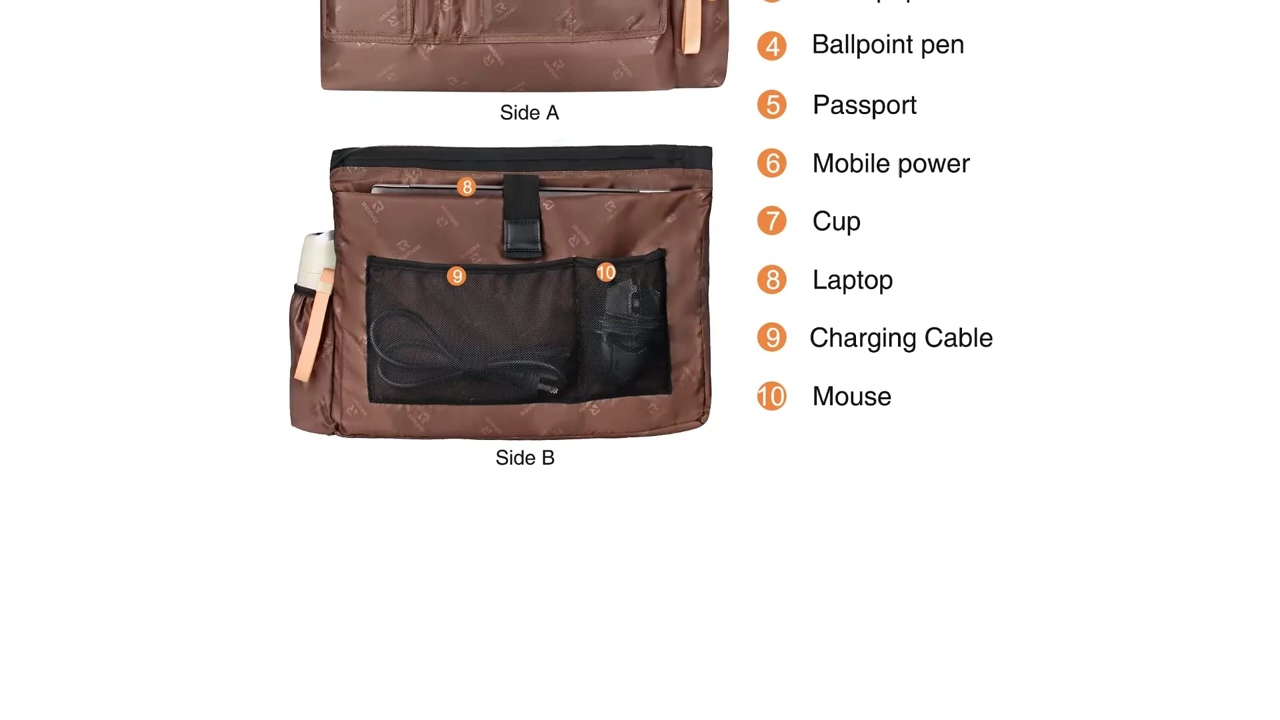 4 Ballpoint pen
Side A
5 Passport
6 Mobile power
7 Cup
8
8 Laptop
9
10
9 Charging Cable
10 Mouse
Side B